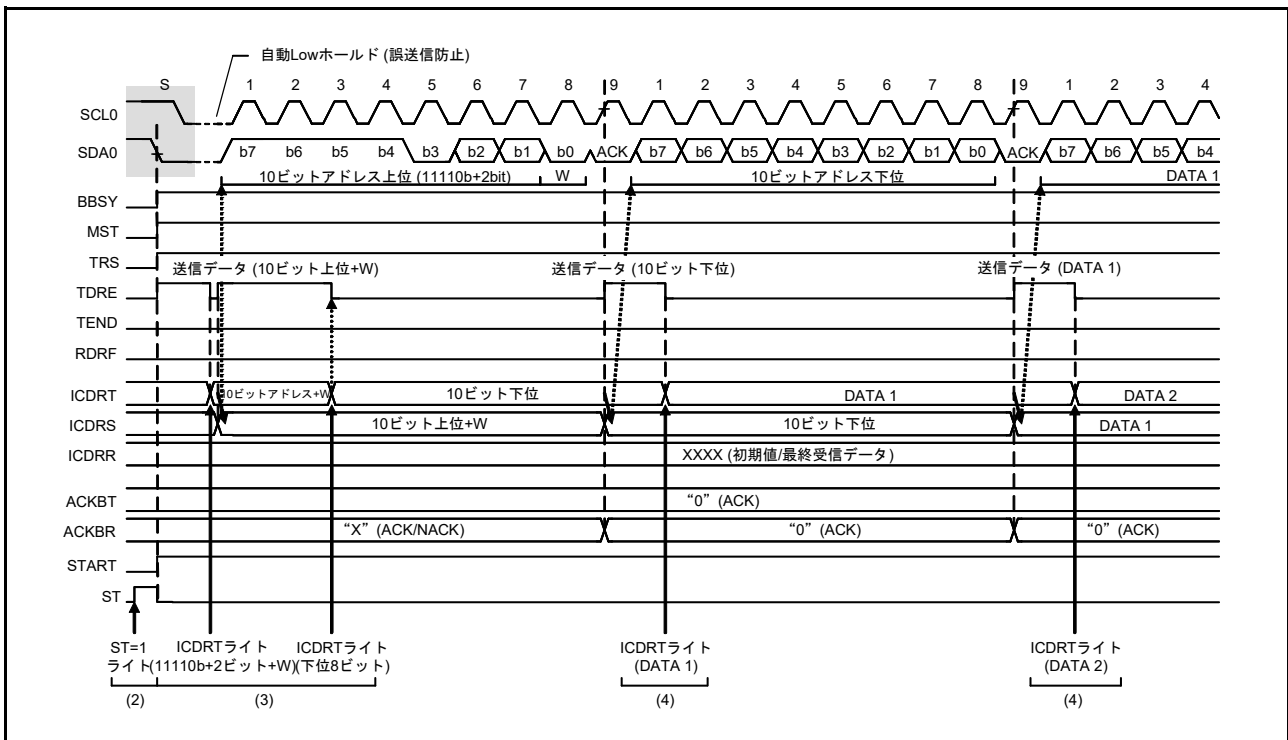 自動Lowホールド (誤送信防止)
S 1 2 3 4 5 6 7 8 9 1 2 3 4 5 6 7 8 9 1 2 3 4
SCL0
SDA0 b7 b6 b5 b4 b3 b2 b1 b0 ACK b7 b6 b5 b4 b3 b2 b1 b0 ACK b7 b6 b5 b4
10ビットアドレス上位 (11110b+2bit) W 10ビットアドレス下位 DATA 1
BBSY
MST
TRS
送信データ (10ビット上位+W) 送信データ (10ビット下位) 送信データ (DATA 1)
TDRE
TEND
RDRF
ICDRT 10ビットアドレス+W 10ビット下位 DATA 1 DATA 2
ICDRS 10ビット上位+W 10ビット下位 DATA 1
ICDRR XXXX (初期値/最終受信データ)
ACKBT “0” (ACK)
ACKBR “X” (ACK/NACK) “0” (ACK) “0” (ACK)
START
ST
ST=1 ICDRTライト ICDRTライト ICDRTライト ICDRTライト
ライト (11110b+2ビット+W) (下位8ビット) (DATA 1) (DATA 2)
(2) (3) (4) (4)